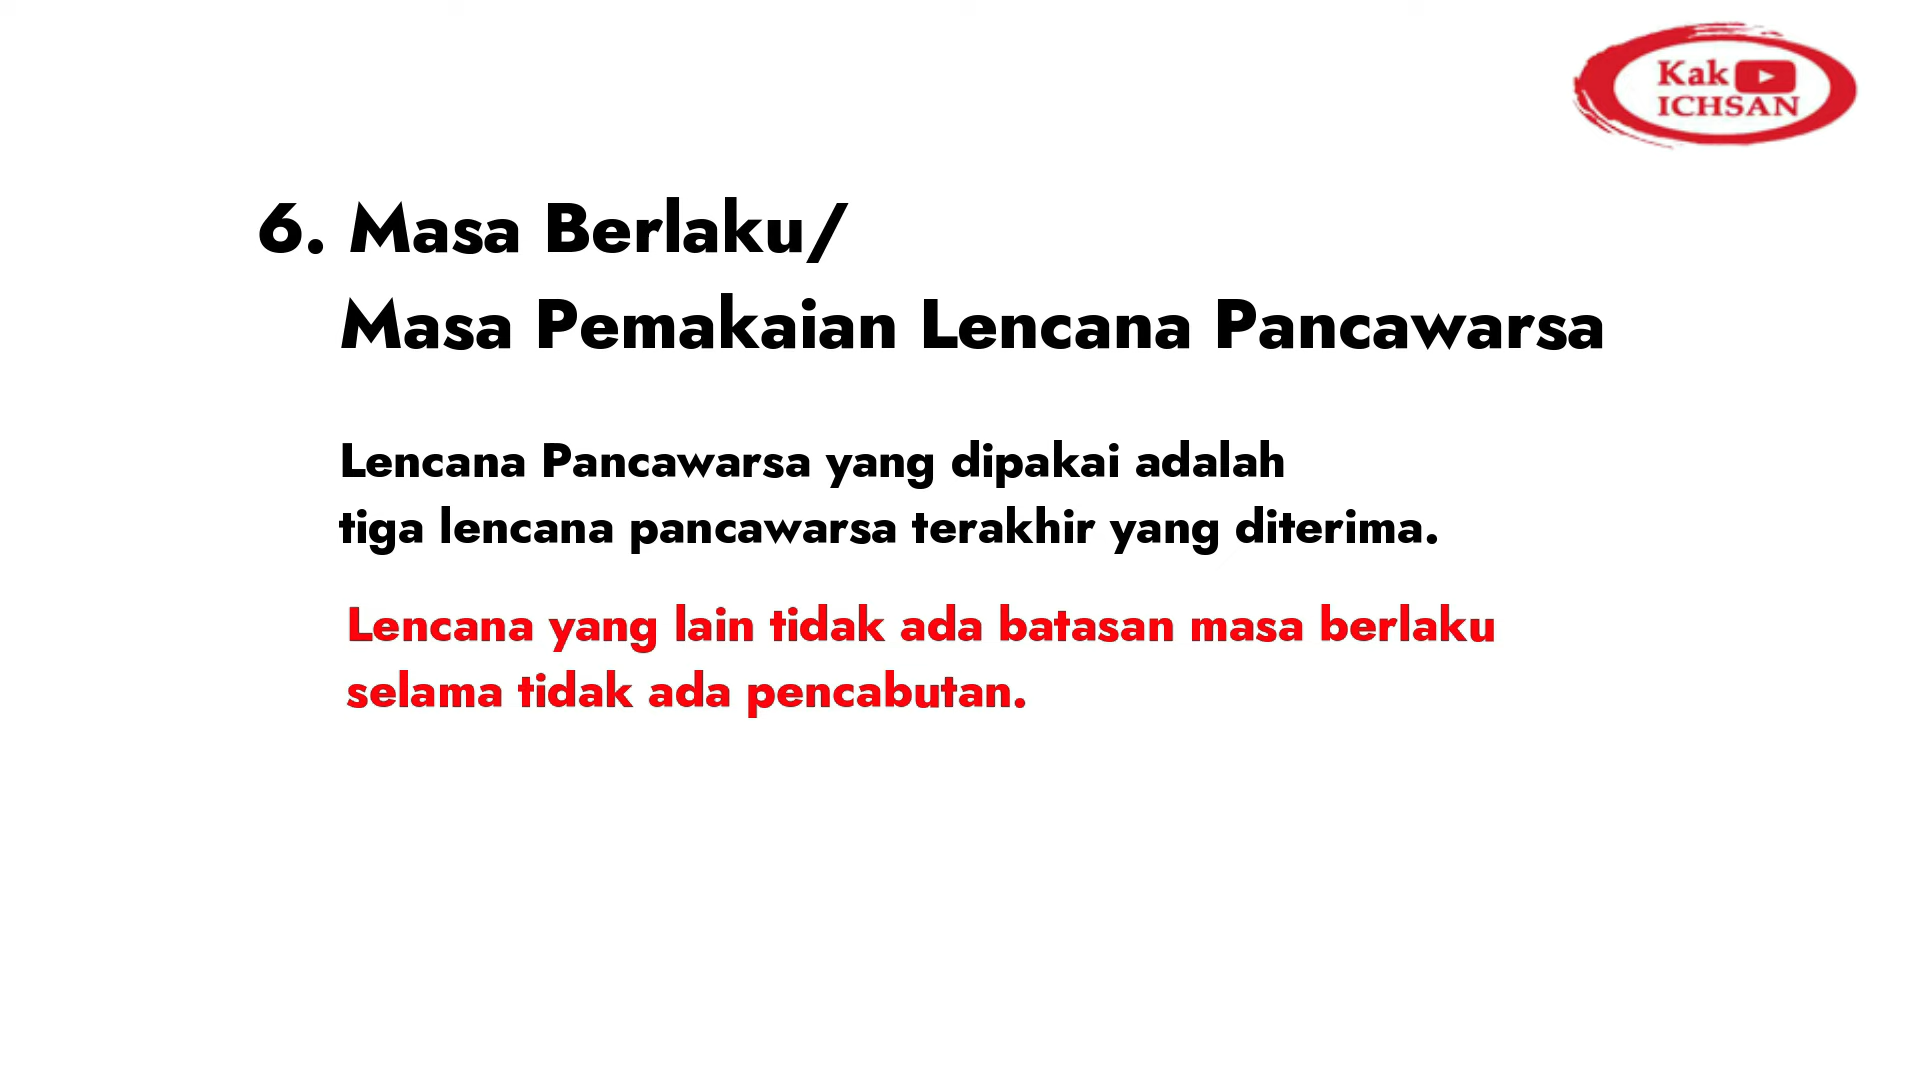 Kak
ICHSAN
6. Masa Berlaku/
Masa Pemakaian Lencana Pancawarsa
Lencana Pancawarsa yang dipakai adalah
tiga lencana pancawarsa terakhir yang diterima.
Lencana yang lain tidak ada batasan masa berlaku
selama tidak ada pencabutan.